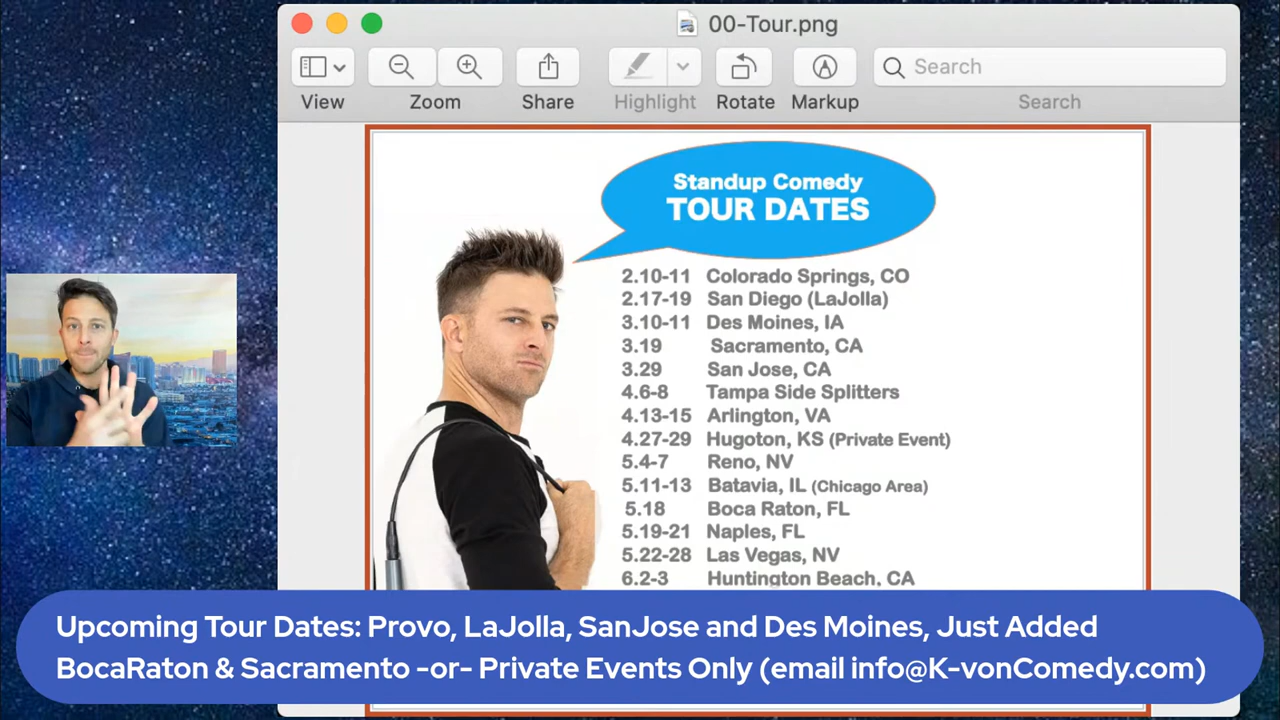 00-Tour.png
View
Zoom
Share
Highlight
Rotate
Markup
Search
Search
Standup Comedy
TOUR DATES
2.10-11 Colorado Springs, CO
2.17-19 San Diego (LaJolla)
3.10-11 Des Moines, IA
3.19 Sacramento, CA
3.29 San Jose, CA
4.6-8 Tampa Side Splitters
4.13-15 Arlington, VA
4.27-29 Hugoton, KS (Private Event)
5.4-7 Reno, NV
5.11-13 Batavia, IL (Chicago Area)
5.18 Boca Raton, FL
5.19-21 Naples, FL
5.22-28 Las Vegas, NV
6.2-3 Huntington Beach, CA
Upcoming Tour Dates: Provo, LaJolla, SanJose and Des Moines, Just Added
BocaRaton & Sacramento -or- Private Events Only (email info@K-vonComedy.com)